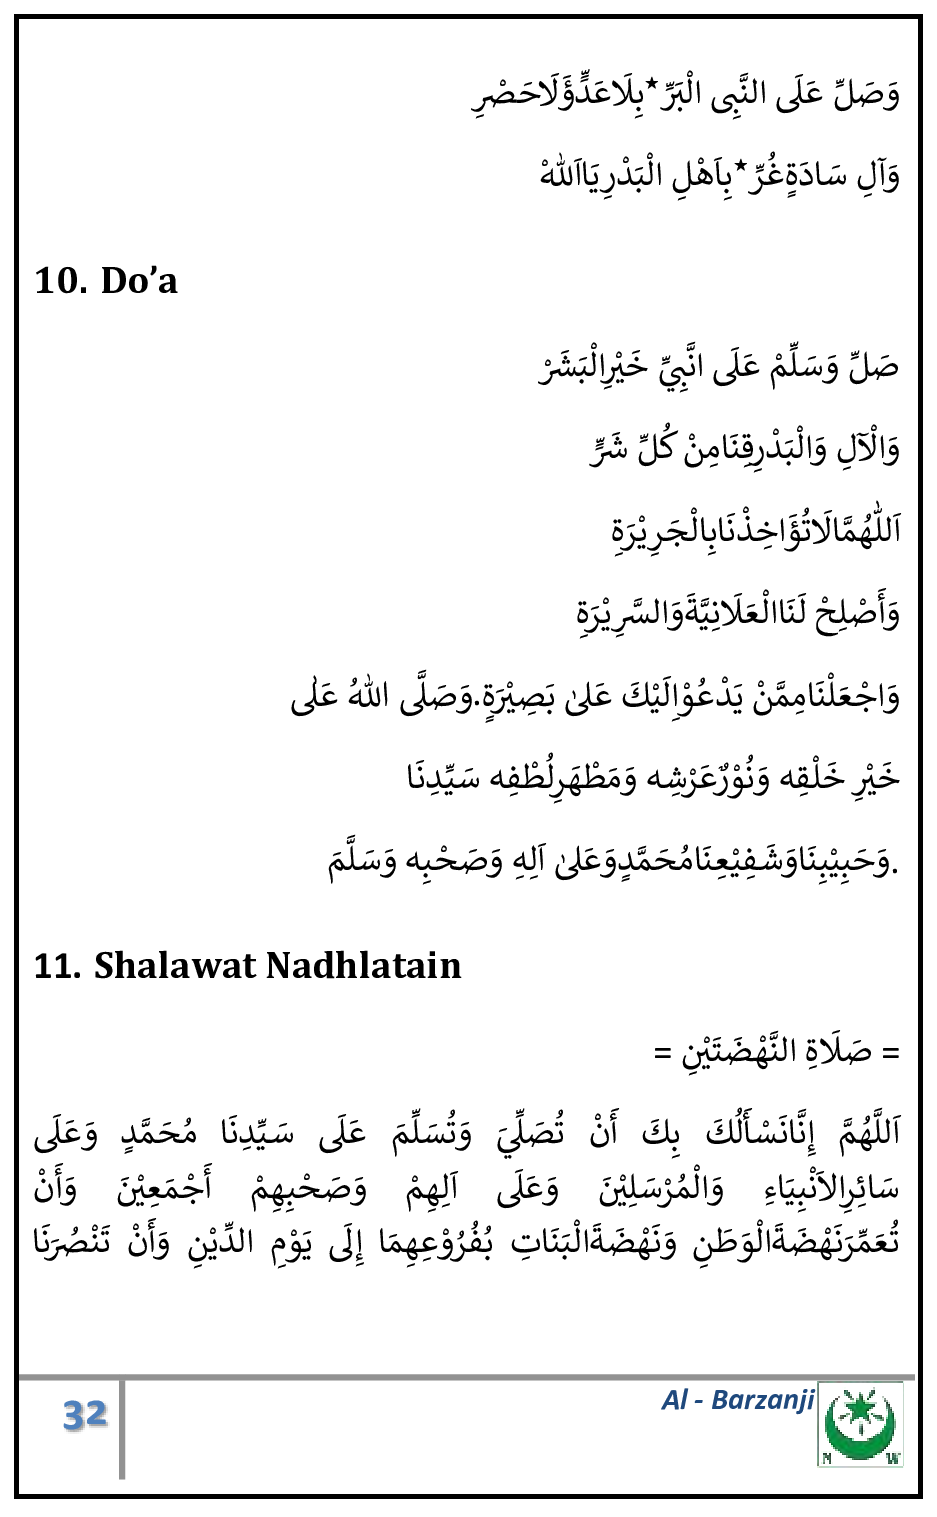 وَصَلِّ عَلَى النَّبِى الْبَرِّ★بِلَاعَدٍّوَّلَاحَصْرِ
وَآلِ سَادَةٍغُرِّ★بِاَهْلِ الْبَدْرِيَااَللهْ
10. Do’a
صَلِّ وَسَلِّمْ عَلَى انَّبِيِّ خَيْرِالْبَشَرْ
وَالْآلِ وَالْبَدْرِقِنَامِنْ كُلِّ شَرٍّ
اَللّٰهُمَّالَاتُؤَاخِذْنَابِالْجَرِيْرَةِ
وَأَصْلِحْ لَنَاالْعَلَانِيَّةَوَالسَّرِيْرَةِ
وَاجْعَلْنَامِمَّنْ يَدْعُوْاِلَيْكَ عَلىٰ بَصِيْرَةٍ.وَصَلَّى اللهُ عَلٰى
خَيْرِ خَلْقِه وَنُوْرٌعَرْشِه وَمَظْهَرِلُطْفِه سَيِّدِنَا
.وَحَبِيْبِنَاوَشَفِيْعِنَامُحَمَّدٍوَعَلىٰ اَلِهِ وَصَحْبِه وَسَلَّمَ
11. Shalawat Nadhlatain
= صَلَاةِ النَّهْضَتَيْنِ =
اَللَّهُمَّ إِنَّانَسْأَلُكَ بِكَ أَنْ تُصَلِّيَ وَتُسَلِّمَ عَلَى سَيِّدِنَا مُحَمَّدٍ وَعَلَى
سَائِرِالاَنْبِيَاءِ وَالْمُرْسَلِيْنَ وَعَلَى اَلِهِمْ وَصَحْبِهِمْ أَجْمَعِيْنَ وَأَنْ
تُعَمِّرَنَهْضَةَالْوَطَنِ وَنَهْضَةَالْبَنَاتِ بُفُرُوْعِهِمَا إِلَى يَوْمِ الدِّيْنِ وَأَنْ تَنْصُرَنَا
32
Al - Barzanji
N W